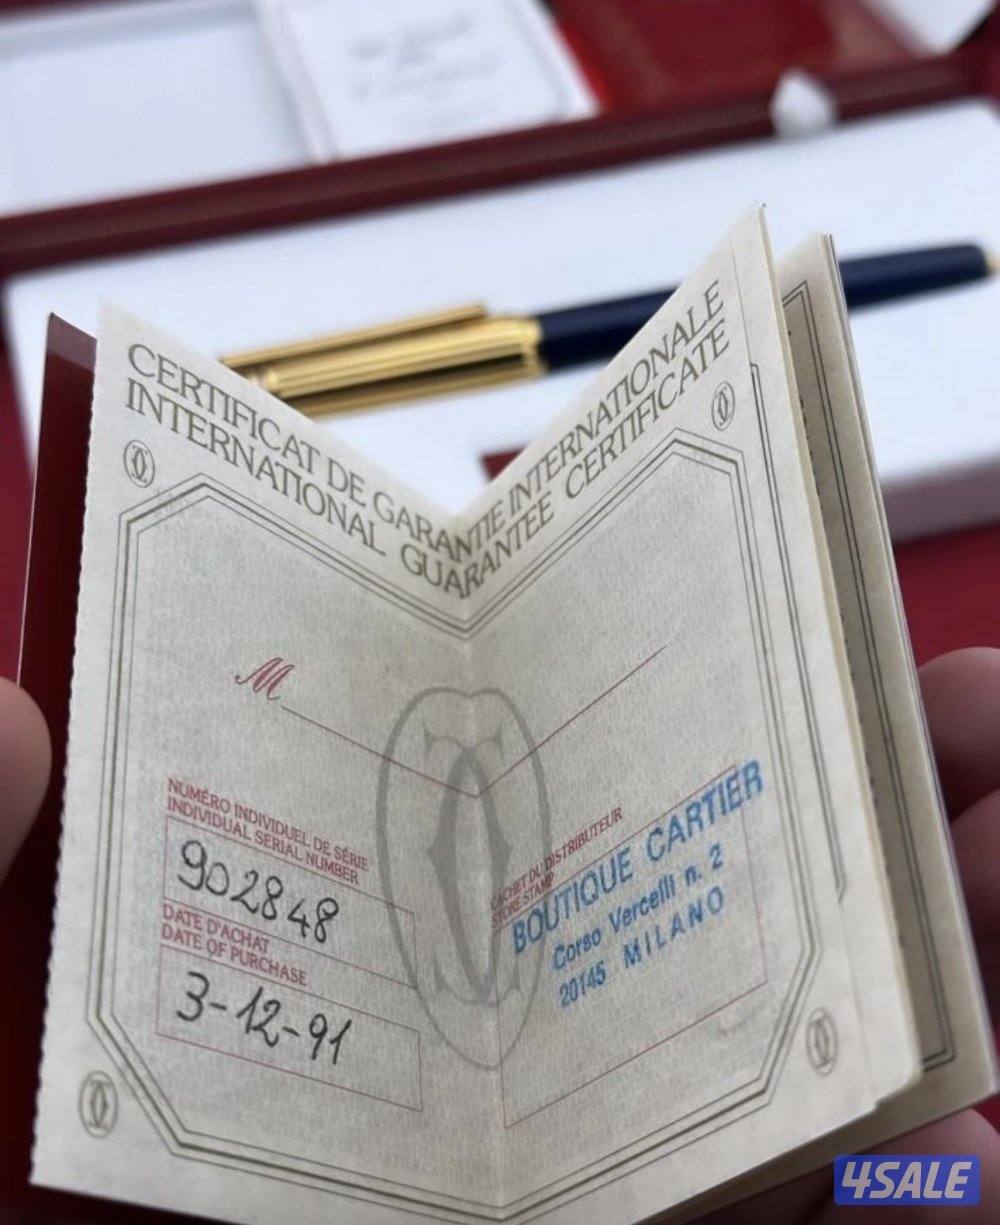 CERTIFICAT DE GARANTIE INTERNATIONALE
INTERNATIONAL GUARANTEE CERTIFICATE
M
NUMÉRO INDIVIDUEL DE SÉRIE
INDIVIDUAL SERIAL NUMBER
902848
DATE D'ACHAT
DATE OF PURCHASE
3-12-91
CACHET DU DISTRIBUTEUR
STORE STAMP
BOUTIQUE CARTIER
Corso Vercelli n. 2
20145 MILANO
4SALE